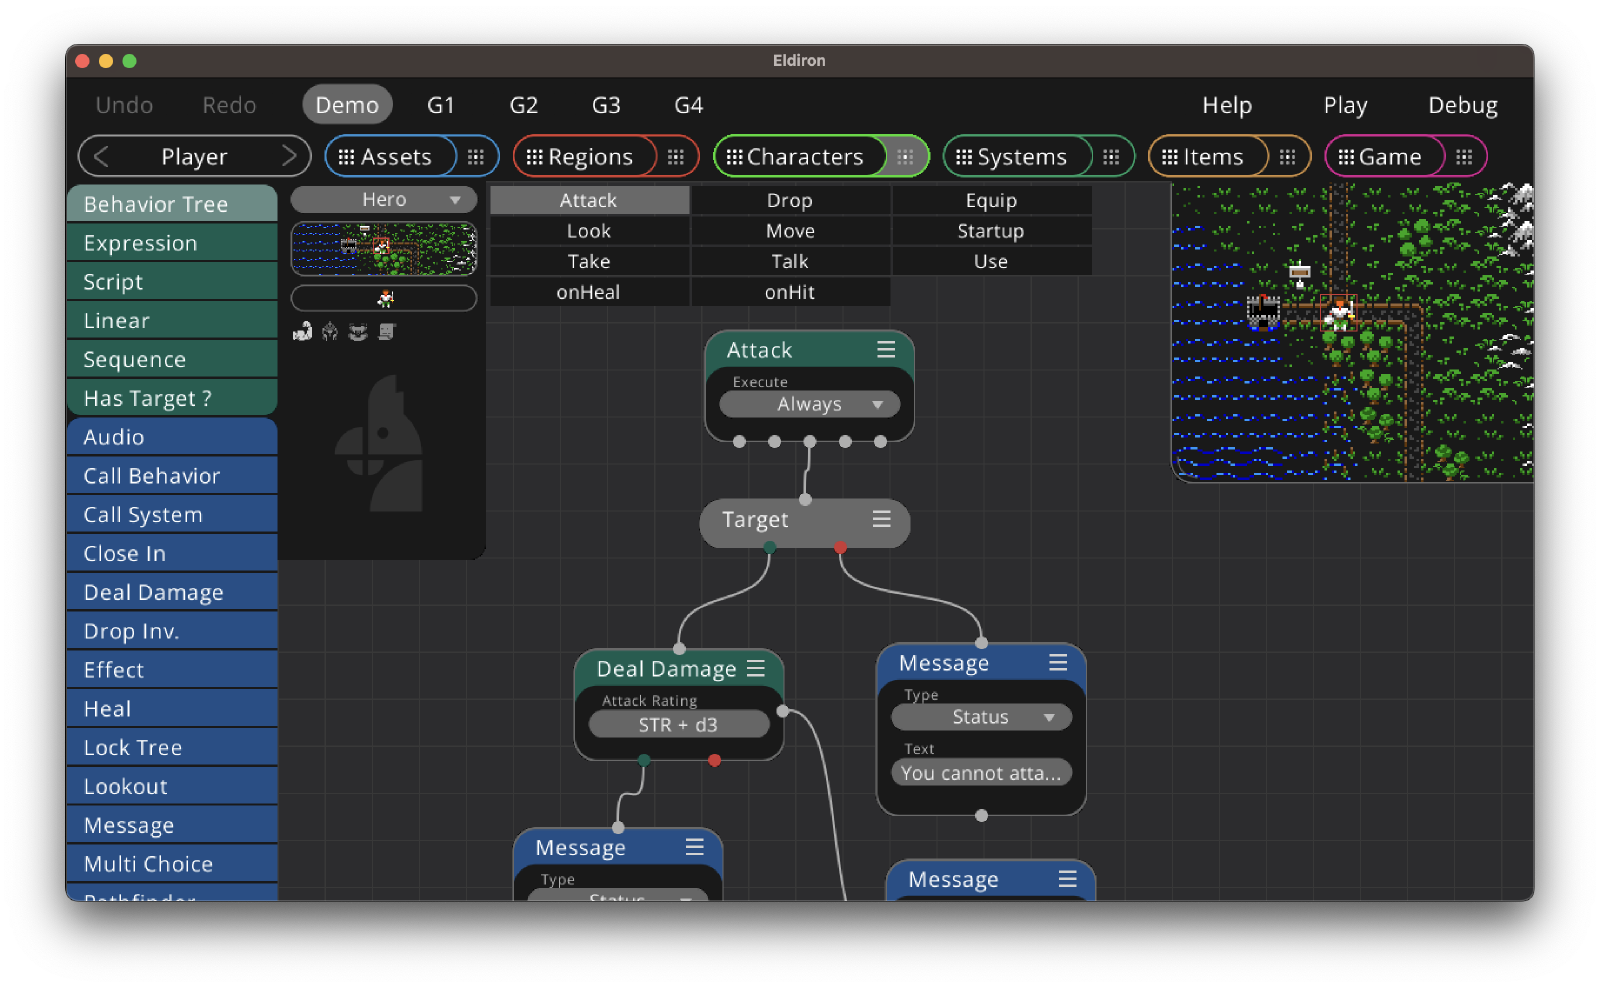 Eldiron
Undo Redo Demo G1 G2 G3 G4 Help Play Debug
Player Assets Regions Characters Systems Items Game
Behavior Tree
Expression
Script
Linear
Sequence
Has Target ?
Audio
Call Behavior
Call System
Close In
Deal Damage
Drop Inv.
Effect
Heal
Lock Tree
Lookout
Message
Multi Choice
Pathfinder
Hero
Attack Drop Equip
Look Move Startup
Take Talk Use
onHeal onHit
Attack
Execute
Always
Target
Deal Damage
Attack Rating
STR + d3
Message
Type
Status
Text
You cannot atta...
Message
Type
Status
Message